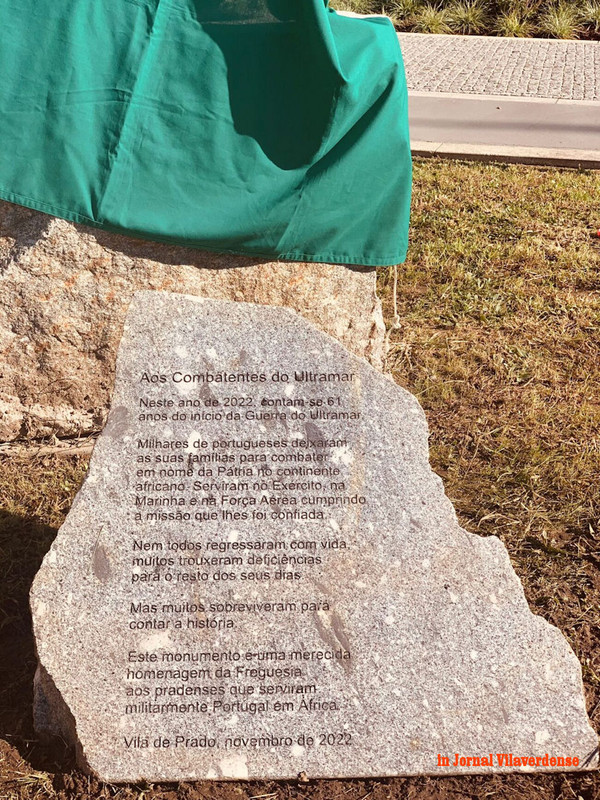 Aos Combatentes do Ultramar
Neste ano de 2022, contam-se 61
anos do início da Guerra do Ultramar.
Milhares de portugueses deixaram
as suas famílias para combater
em nome da Pátria no continente
africano. Serviram no Exército, na
Marinha e na Força Aérea cumprindo
a missão que lhes foi confiada.
Nem todos regressaram com vida,
muitos trouxeram deficiências
para o resto dos seus dias
Mas muitos sobreviveram para
contar a história.
Este monumento é uma merecida
homenagem da Freguesia
aos pradenses que serviram
militarmente Portugal em África.
Vila de Prado, novembro de 2022
in Jornal Vilaverdense